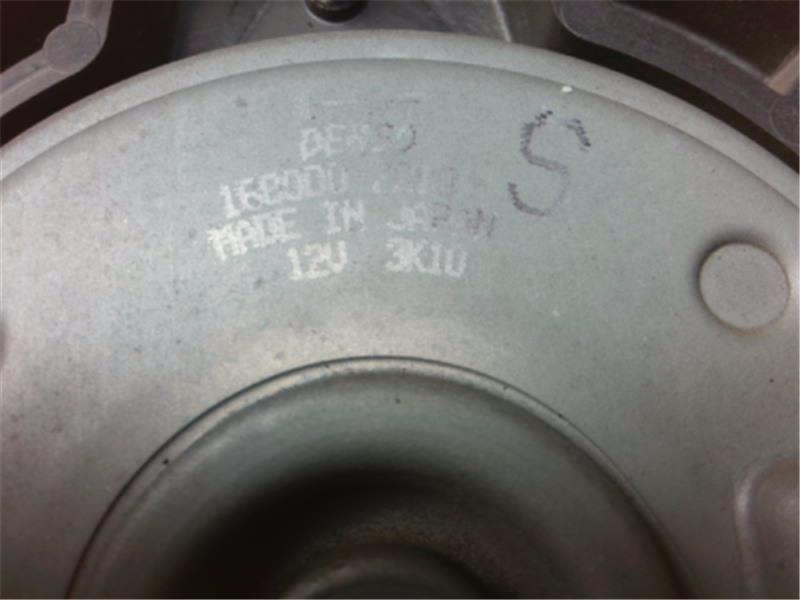 DENSO
168000
MADE IN JAPAN
12V 3K10
S